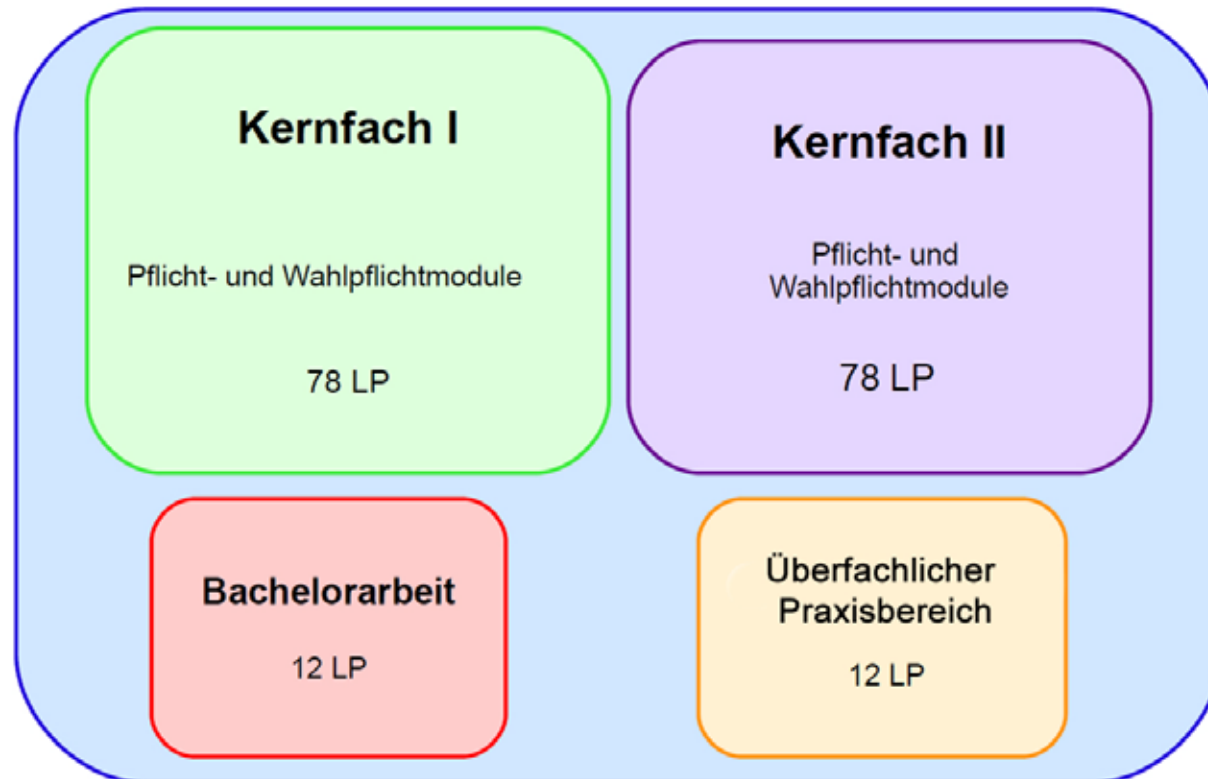 Kernfach I
Pflicht- und Wahlpflichtmodule
78 LP
Kernfach II
Pflicht- und
Wahlpflichtmodule
78 LP
Bachelorarbeit
12 LP
Überfachlicher
Praxisbereich
12 LP